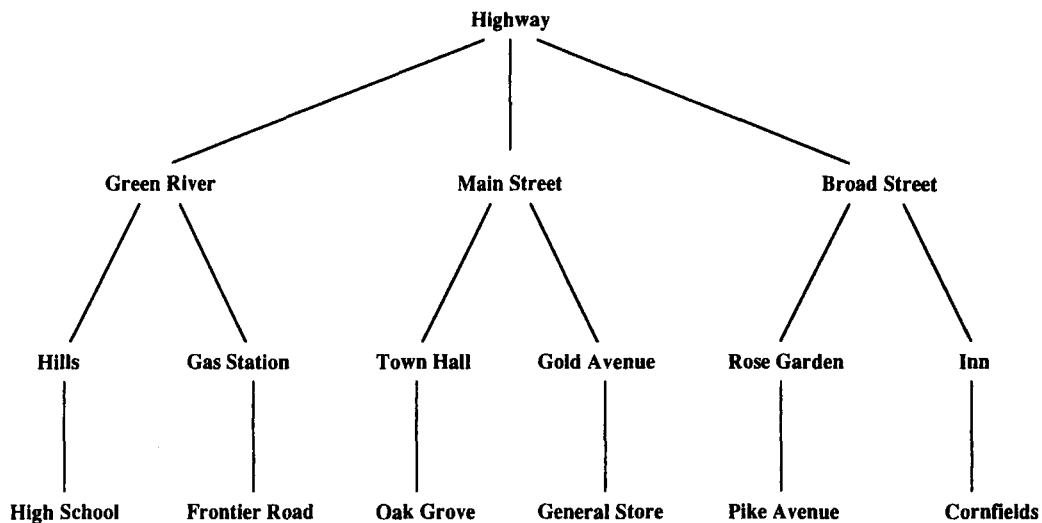 Highway
Green River Main Street Broad Street
Hills Gas Station Town Hall Gold Avenue Rose Garden Inn
High School Frontier Road Oak Grove General Store Pike Avenue Cornfields